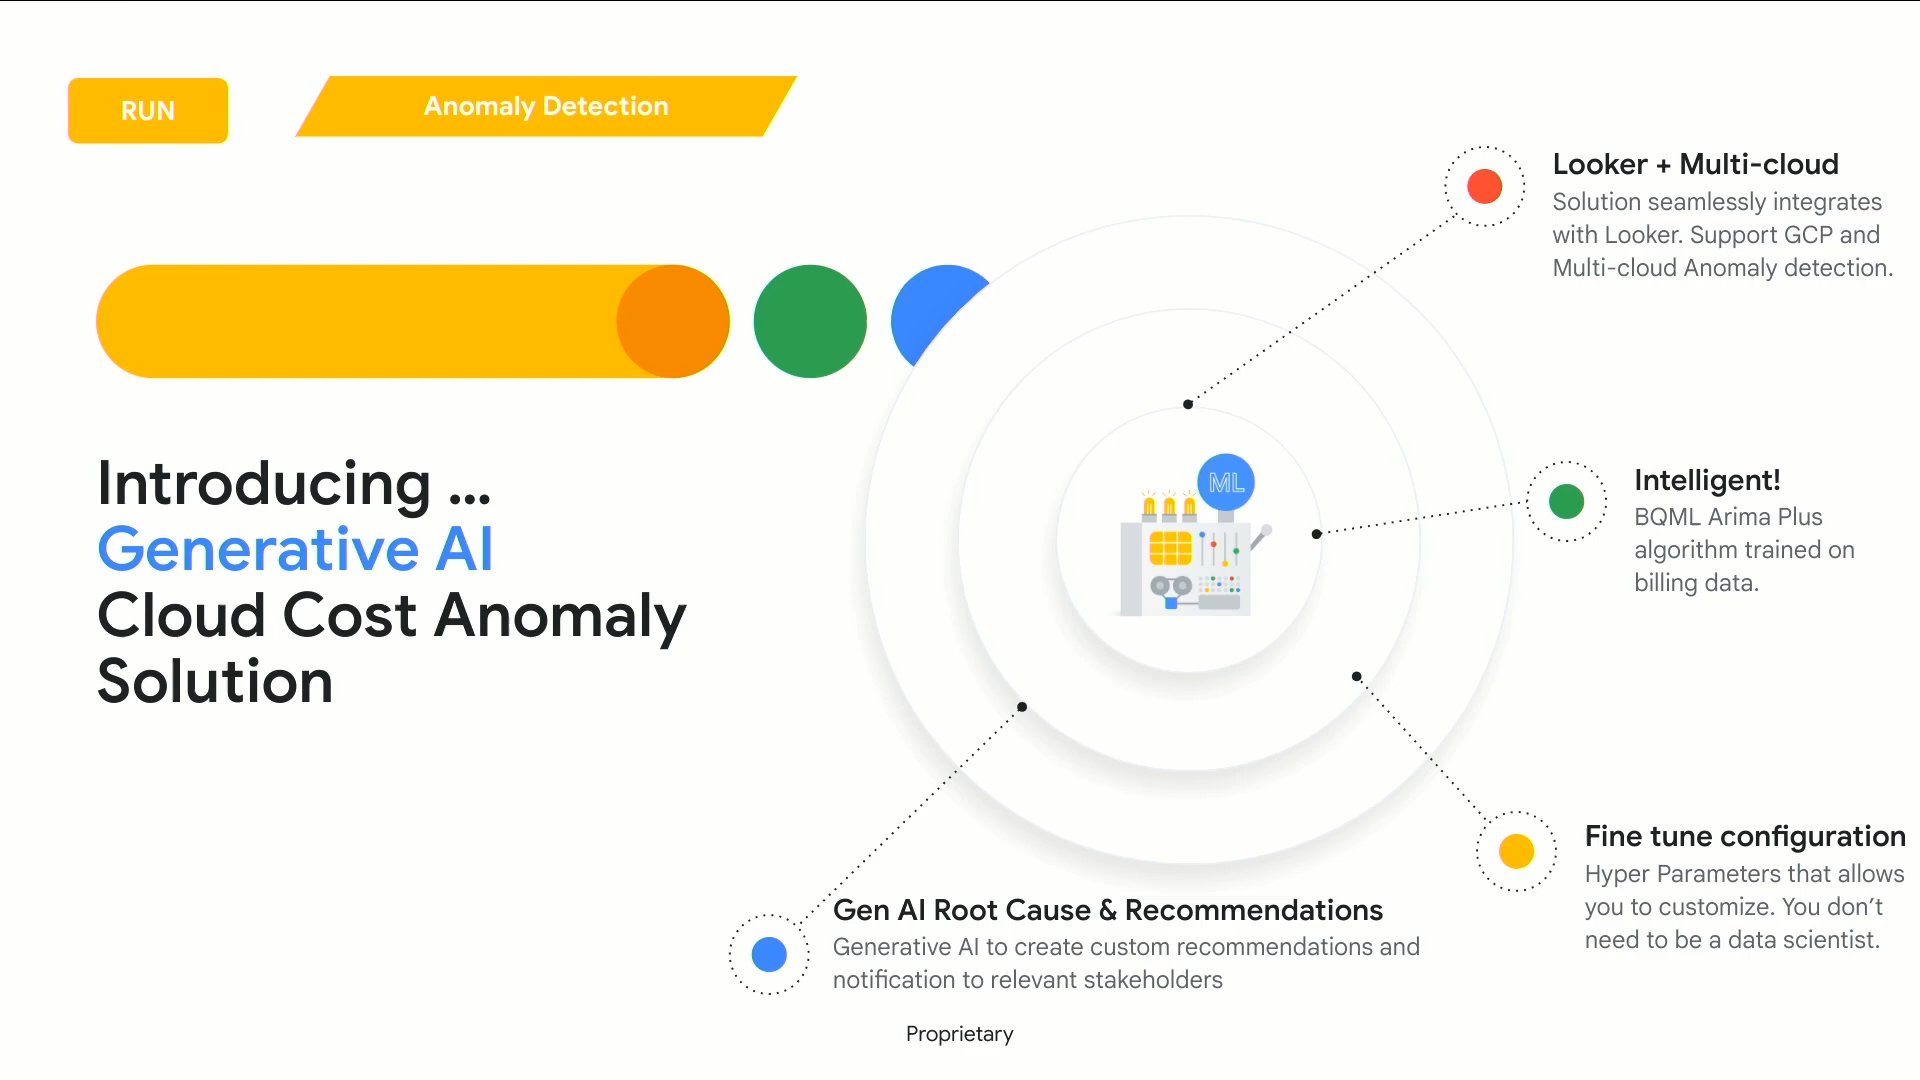 RUN
Anomaly Detection
Introducing ...
Generative AI
Cloud Cost Anomaly
Solution
ML
Looker + Multi-cloud
Solution seamlessly integrates
with Looker. Support GCP and
Multi-cloud Anomaly detection.
Intelligent!
BQML Arima Plus
algorithm trained on
billing data.
Fine tune configuration
Hyper Parameters that allows
you to customize. You don’t
need to be a data scientist.
Gen AI Root Cause & Recommendations
Generative AI to create custom recommendations and
notification to relevant stakeholders
Proprietary